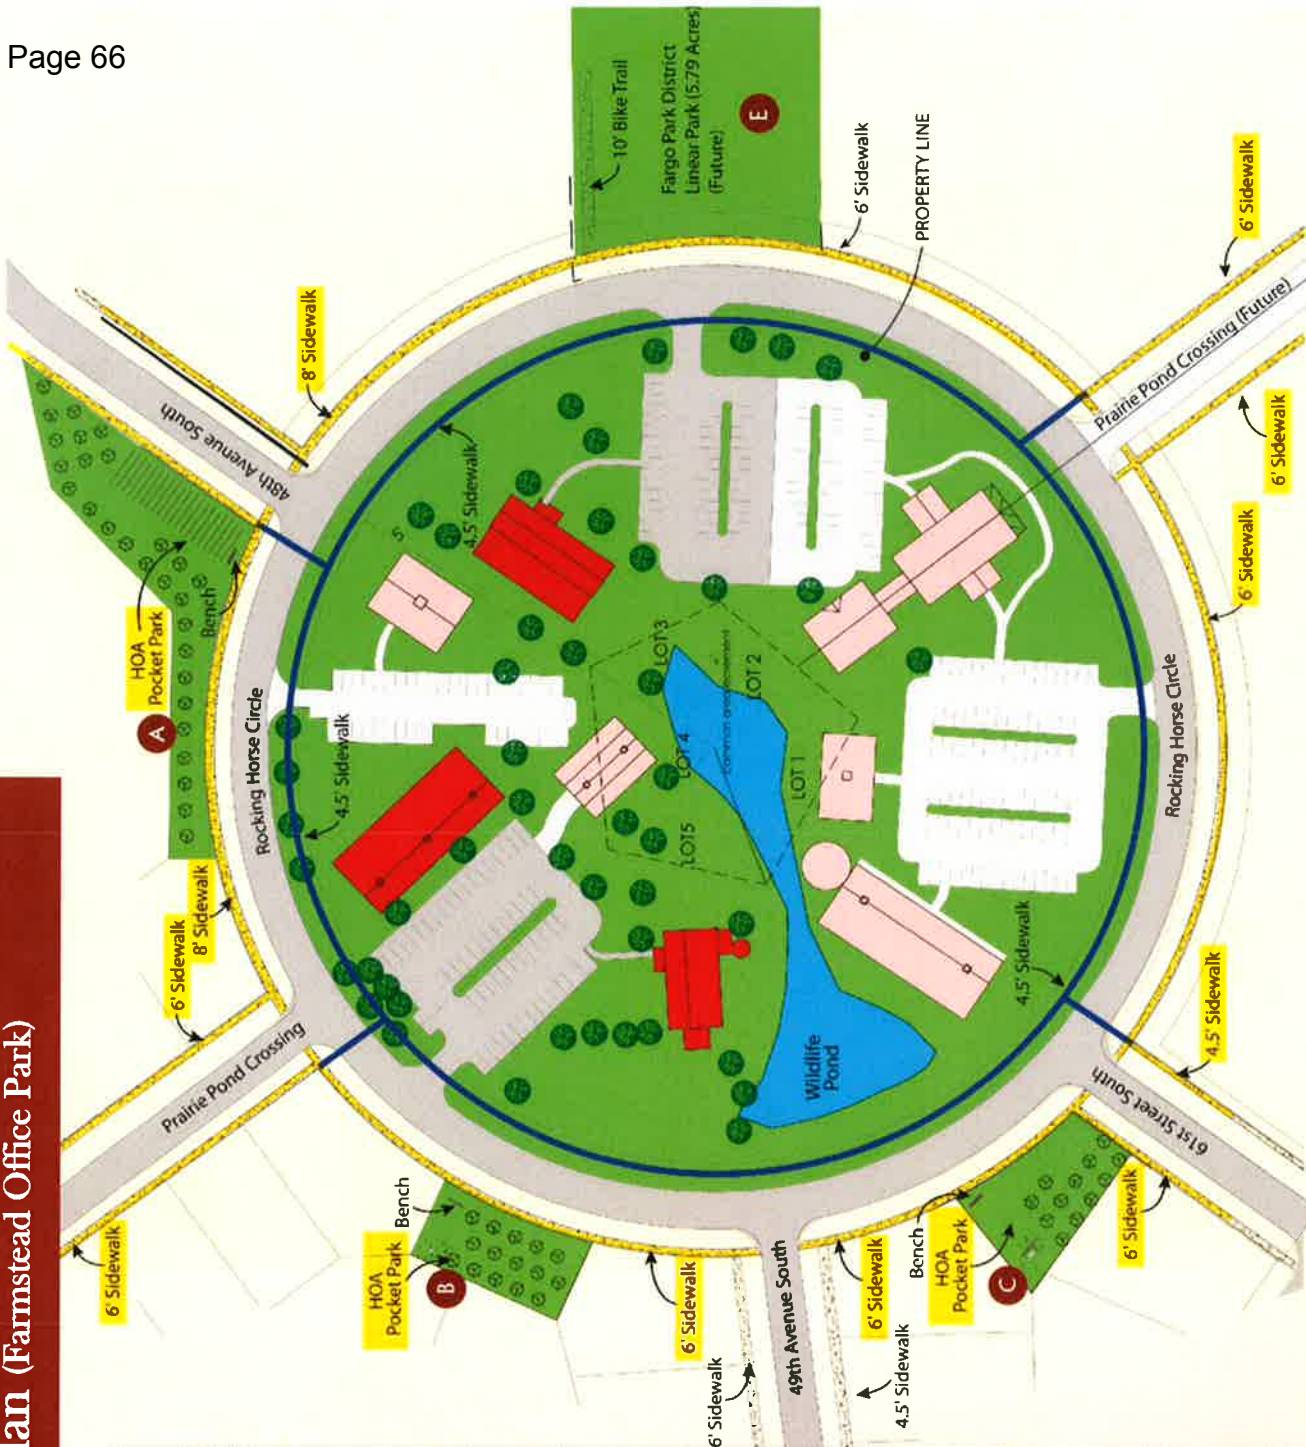 Page 66
lan (Farmstead Office Park)
10' Bike Trail
Fargo Park District
Linear Park (5.79 Acres)
(Future)
E
6' Sidewalk
PROPERTY LINE
6' Sidewalk
Prairie Pond Crossing (Future)
6' Sidewalk
6' Sidewalk
8' Sidewalk
48th Avenue South
4.5' Sidewalk
S
HOA
Pocket Park
Bench
A
Rocking Horse Circle
4.5' Sidewalk
8' Sidewalk
6' Sidewalk
Prairie Pond Crossing
6' Sidewalk
LOT 3
LOT 2
LOT 4
LOT 1
LOT5
Wildlife
Pond
4.5' Sidewalk
Rocking Horse Circle
4.5' Sidewalk
61st Street South
6' Sidewalk
Bench
HOA
Pocket Park
B
6' Sidewalk
6' Sidewalk
49th Avenue South
6' Sidewalk
4.5' Sidewalk
Bench
HOA
Pocket Park
C